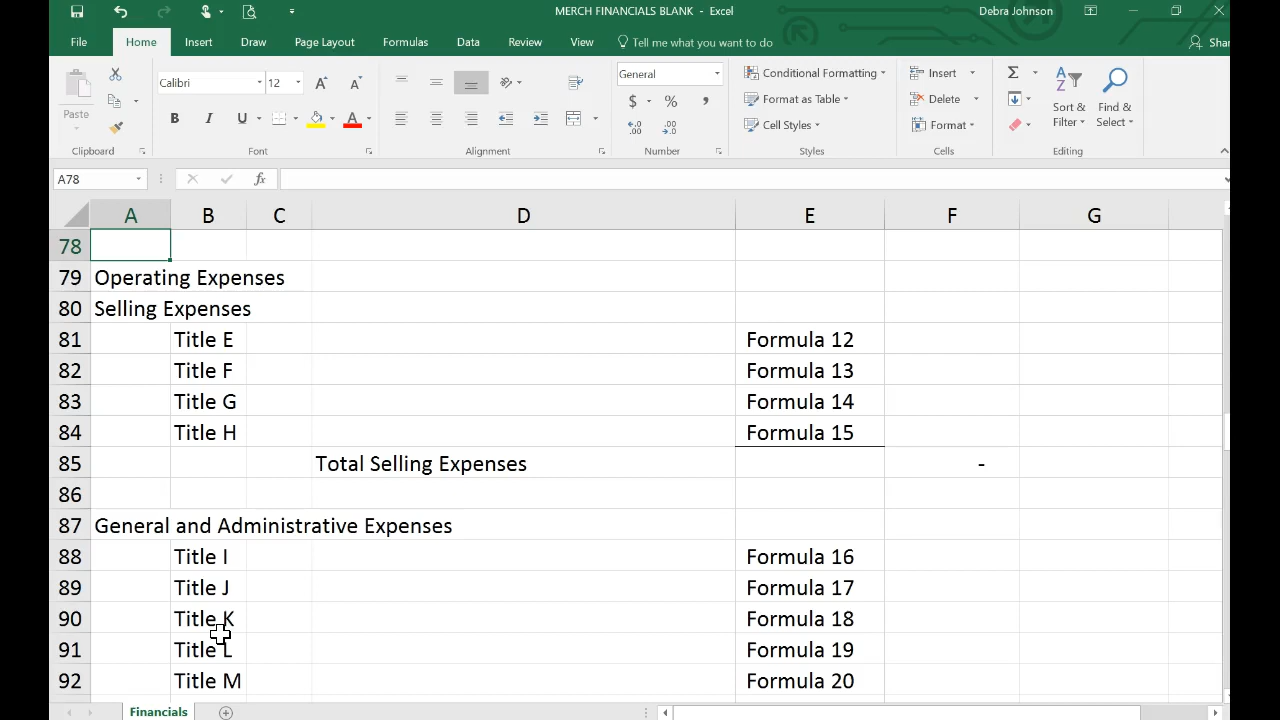 MERCH FINANCIALS BLANK - Excel
Debra Johnson
File Home Insert Draw Page Layout Formulas Data Review View Tell me what you want to do Shar
Paste
Calibri 12
General
Conditional Formatting
Format as Table
Cell Styles
Insert
Delete
Format
Sort & Filter
Find & Select
Clipboard Font Alignment Number Styles Cells Editing
A78 fx
A B C D E F G
78
79 Operating Expenses
80 Selling Expenses
81 Title E Formula 12
82 Title F Formula 13
83 Title G Formula 14
84 Title H Formula 15
85 Total Selling Expenses -
86
87 General and Administrative Expenses
88 Title I Formula 16
89 Title J Formula 17
90 Title K Formula 18
91 Title L Formula 19
92 Title M Formula 20
Financials